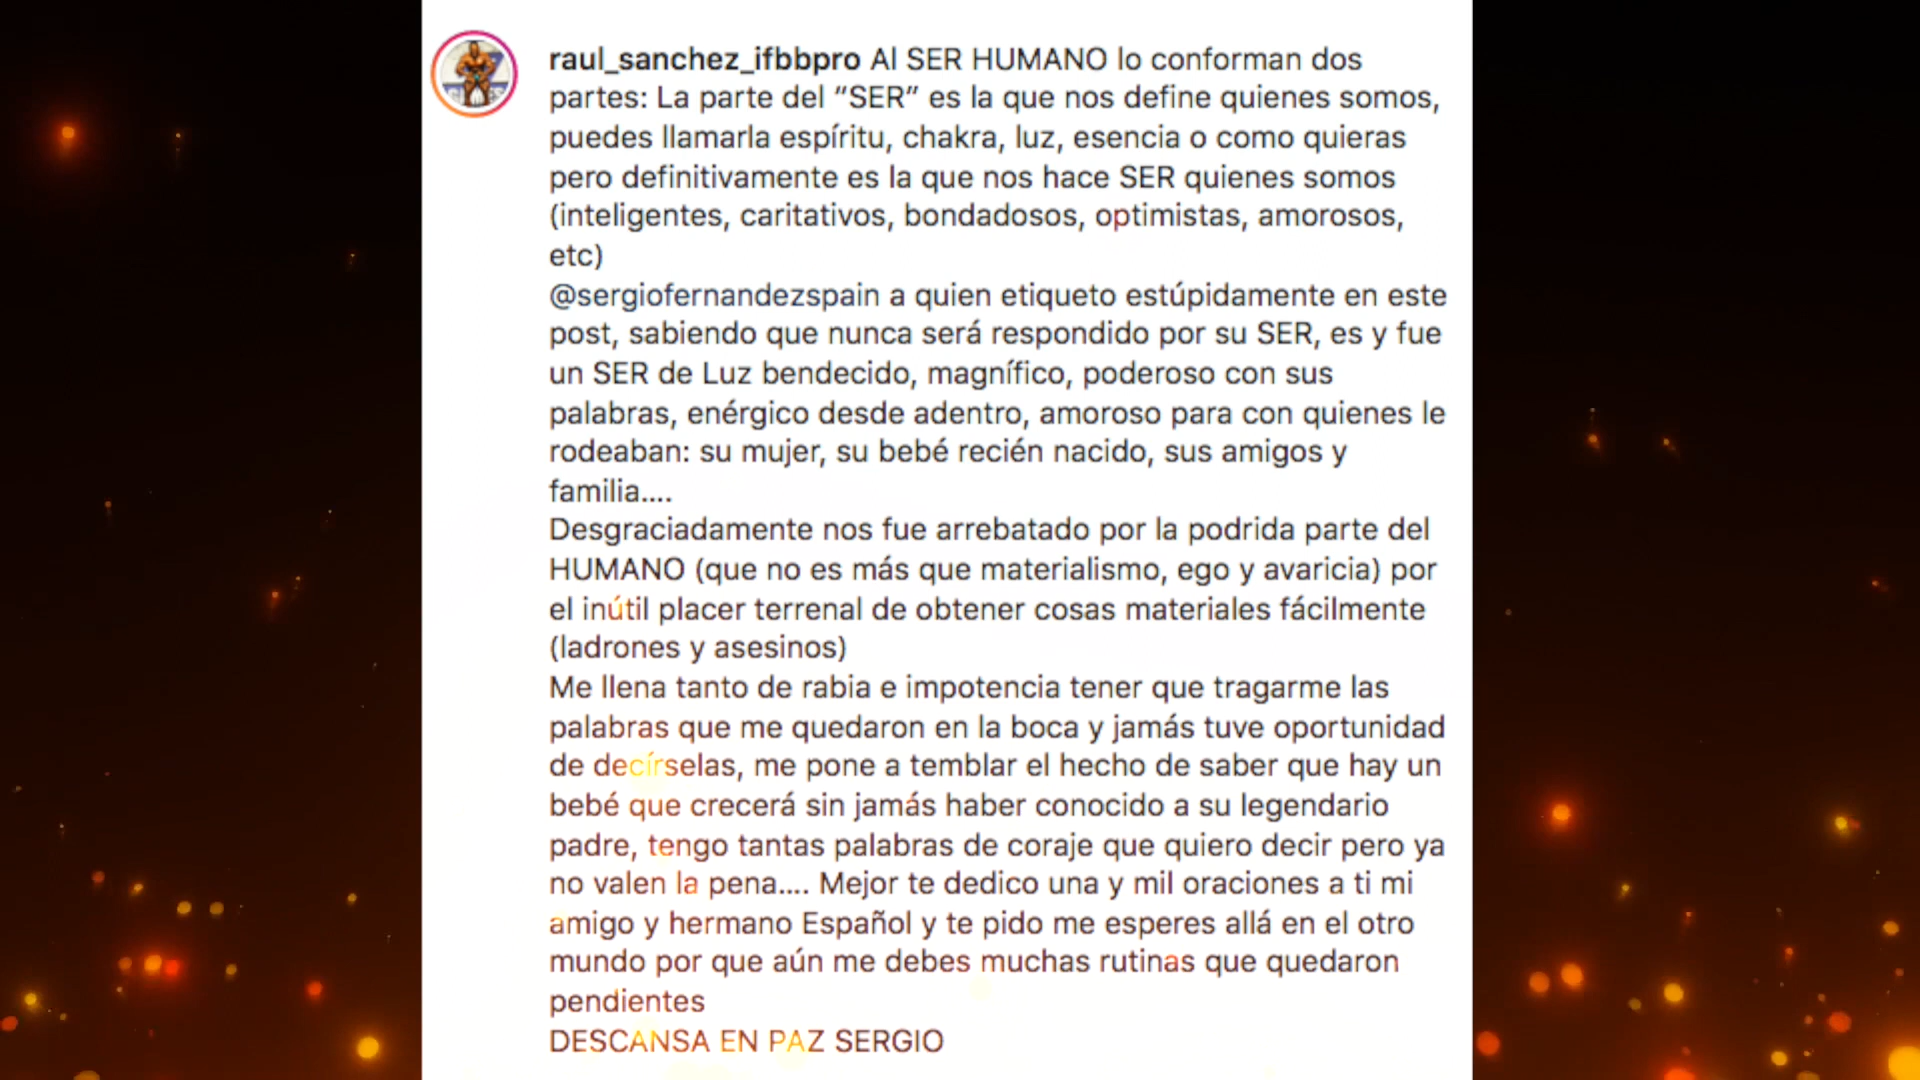 raul_sanchez_ifbbpro Al SER HUMANO lo conforman dos
partes: La parte del “SER” es la que nos define quienes somos,
puedes llamarla espíritu, chakra, luz, esencia o como quieras
pero definitivamente es la que nos hace SER quienes somos
(inteligentes, caritativos, bondadosos, optimistas, amorosos,
etc)
@sergiofernandezspain a quien etiqueto estúpidamente en este
post, sabiendo que nunca será respondido por su SER, es y fue
un SER de Luz bendecido, magnífico, poderoso con sus
palabras, enérgico desde adentro, amoroso para con quienes le
rodeaban: su mujer, su bebé recién nacido, sus amigos y
familia....
Desgraciadamente nos fue arrebatado por la podrida parte del
HUMANO (que no es más que materialismo, ego y avaricia) por
el inútil placer terrenal de obtener cosas materiales fácilmente
(ladrones y asesinos)
Me llena tanto de rabia e impotencia tener que tragarme las
palabras que me quedaron en la boca y jamás tuve oportunidad
de decírselas, me pone a temblar el hecho de saber que hay un
bebé que crecerá sin jamás haber conocido a su legendario
padre, tengo tantas palabras de coraje que quiero decir pero ya
no valen la pena.... Mejor te dedico una y mil oraciones a ti mi
amigo y hermano Español y te pido me esperes allá en el otro
mundo por que aún me debes muchas rutinas que quedaron
pendientes
DESCANSA EN PAZ SERGIO